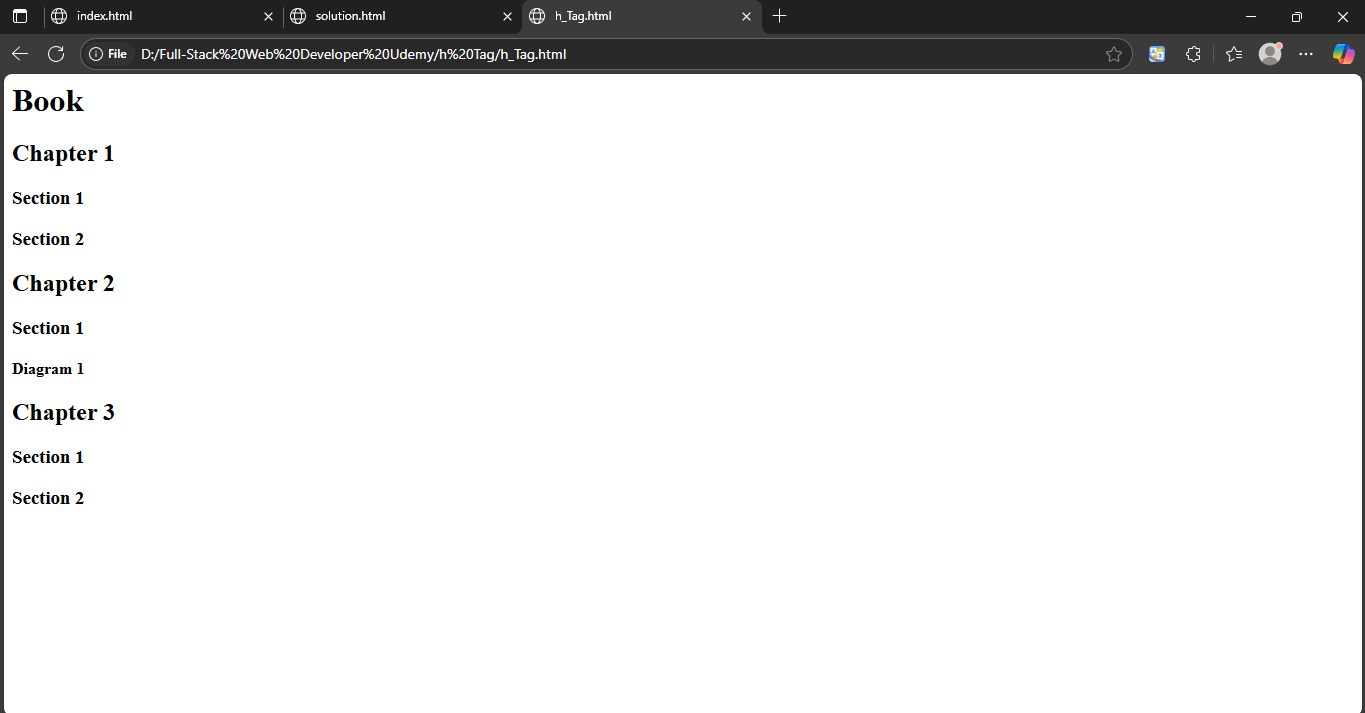 index.html
solution.html
h_Tag.html
File
D:/Full-Stack%20Web%20Developer%20Udemy/h%20Tag/h_Tag.html
Book
Chapter 1
Section 1
Section 2
Chapter 2
Section 1
Diagram 1
Chapter 3
Section 1
Section 2